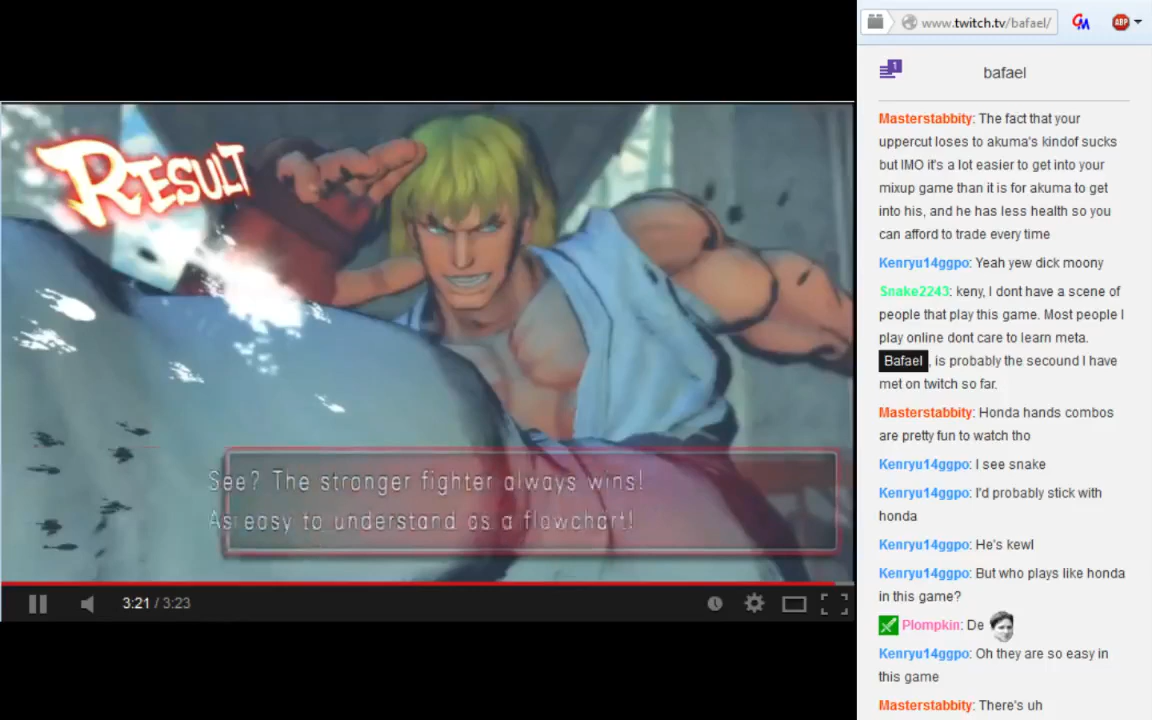 RESULT
See? The stronger fighter always wins!
As easy to understand as a flowchart!
3:21 / 3:23
www.twitch.tv/bafael/
GM
ABP
1
bafael
Masterstabbity: The fact that your
uppercut loses to akuma's kindof sucks
but IMO it's a lot easier to get into your
mixup game than it is for akuma to get
into his, and he has less health so you
can afford to trade every time
Kenryu14ggpo: Yeah yew dick moony
Snake2243: keny, I dont have a scene of
people that play this game. Most people I
play online dont care to learn meta.
Bafael, is probably the secound I have
met on twitch so far.
Masterstabbity: Honda hands combos
are pretty fun to watch tho
Kenryu14ggpo: I see snake
Kenryu14ggpo: I'd probably stick with
honda
Kenryu14ggpo: He's kewl
Kenryu14ggpo: But who plays like honda
in this game?
Plompkin: De
Kenryu14ggpo: Oh they are so easy in
this game
Masterstabbity: There's uh